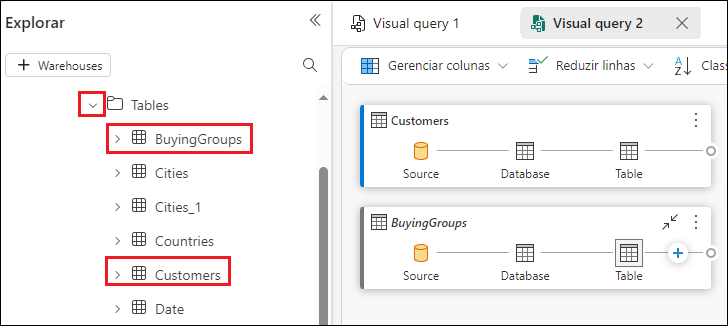 Explorar
Warehouses
Tables
BuyingGroups
Cities
Cities_1
Countries
Customers
Date
Visual query 1
Visual query 2
Gerenciar colunas
Reduzir linhas
Class
Customers
Source
Database
Table
BuyingGroups
Source
Database
Table